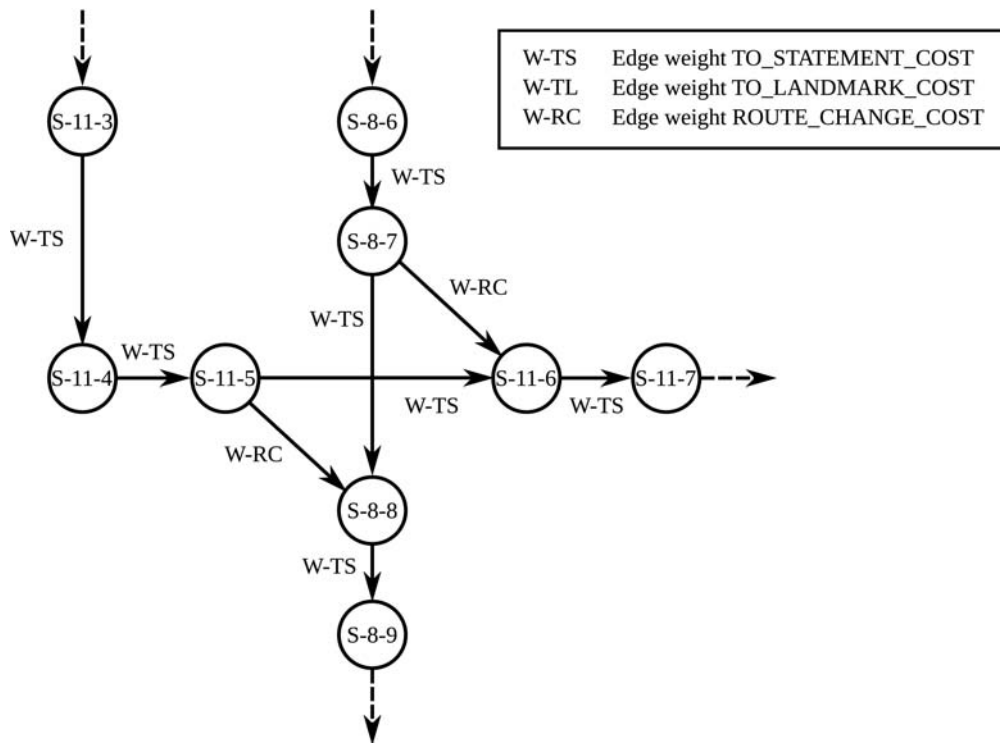 W-TS Edge weight TO_STATEMENT_COST
W-TL Edge weight TO_LANDMARK_COST
W-RC Edge weight ROUTE_CHANGE_COST
S-11-3
S-8-6
W-TS
S-8-7
W-TS
W-RC
W-TS
W-TS
S-11-4
S-11-5
S-11-6
S-11-7
W-TS
W-TS
W-RC
S-8-8
W-TS
S-8-9